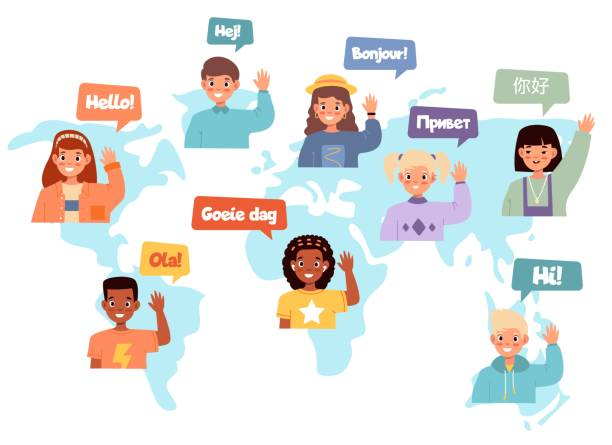 Hej!
Bonjour!
Hello!
你好
Привет
Goeie dag
Ola!
Hi!